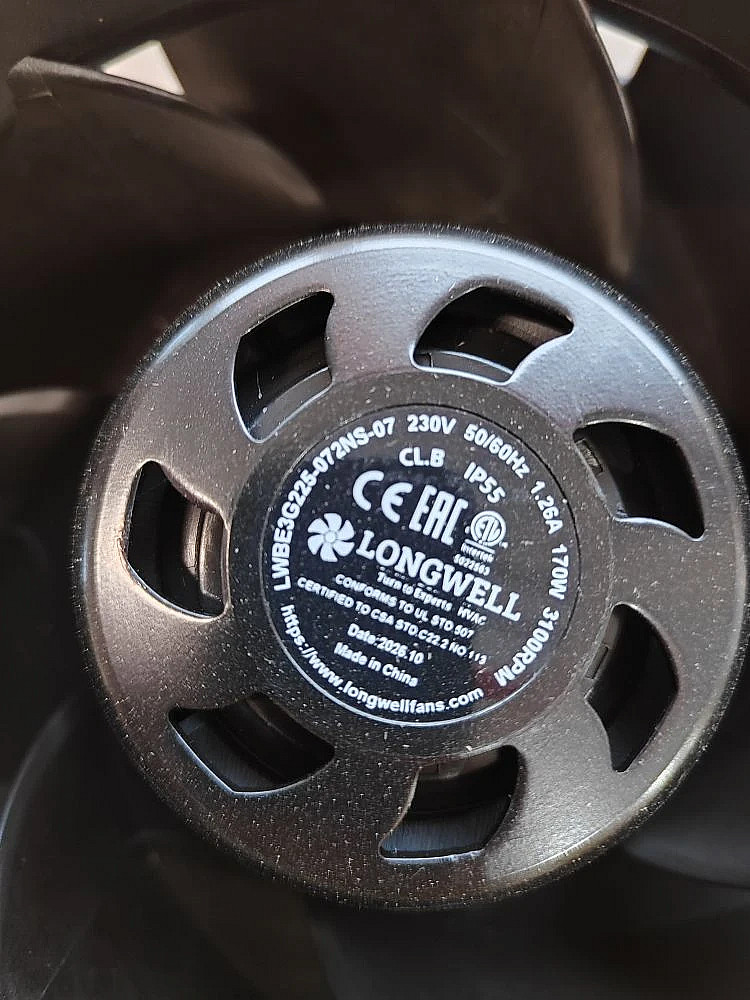 LWBE3G225-072NS-07 230V 50/60Hz 1.26A 170W 3100RPM
CL.B IP55
CE EAC
Intertek
LONGWELL
Turn to Experts HVAC
CONFORMS TO UL STD 507
CERTIFIED TO CSA STD.C22.2 NO.113
Date:2025.10
Made in China
https://www.longwellfans.com